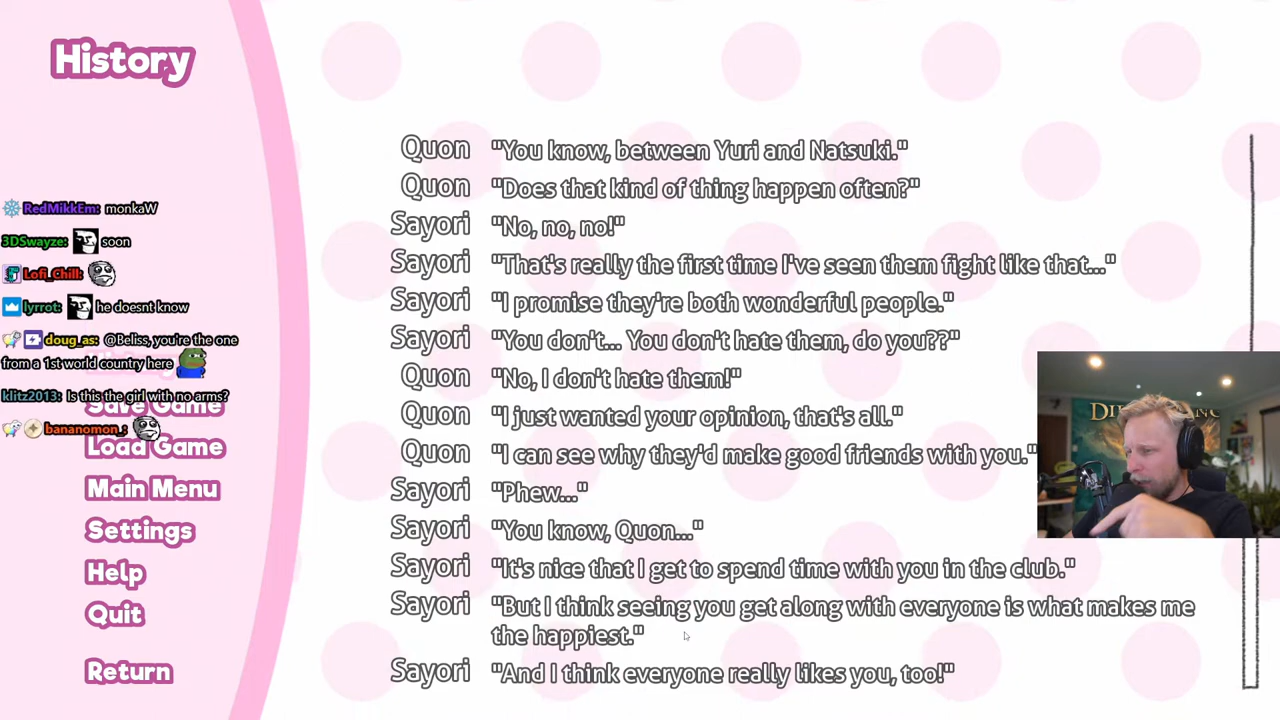 History
Quon "You know, between Yuri and Natsuki."
Quon "Does that kind of thing happen often?"
Sayori "No, no, no!"
Sayori "That's really the first time I've seen them fight like that..."
Sayori "I promise they're both wonderful people."
Sayori "You don't... You don't hate them, do you??"
Quon "No, I don't hate them!"
Quon "I just wanted your opinion, that's all."
Quon "I can see why they'd make good friends with you."
Sayori "Phew..."
Sayori "You know, Quon..."
Sayori "It's nice that I get to spend time with you in the club."
Sayori "But I think seeing you get along with everyone is what makes me
the happiest."
Sayori "And I think everyone really likes you, too!"
RedMikkEm: monkaW
3DSwayze: soon
Lofi_Chill:
lyrrot: he doesnt know
doug_as: @Beliss, you're the one
from a 1st world country here
klitz2013: Is this the girl with no arms?
bananomon_:
Save Game
Load Game
Main Menu
Settings
Help
Quit
Return